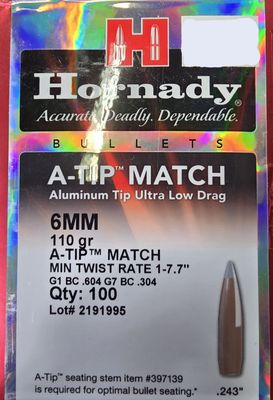 H
Hornady®
Accurate. Deadly. Dependable.
BULLETS
A-TIP™ MATCH
Aluminum Tip Ultra Low Drag
6MM
110 gr
A-TIP™ MATCH
MIN TWIST RATE 1-7.7"
G1 BC .604 G7 BC .304
Qty: 100
Lot# 2191995
A-Tip™ seating stem item #397139
is required for optimal bullet seating.*
.243"